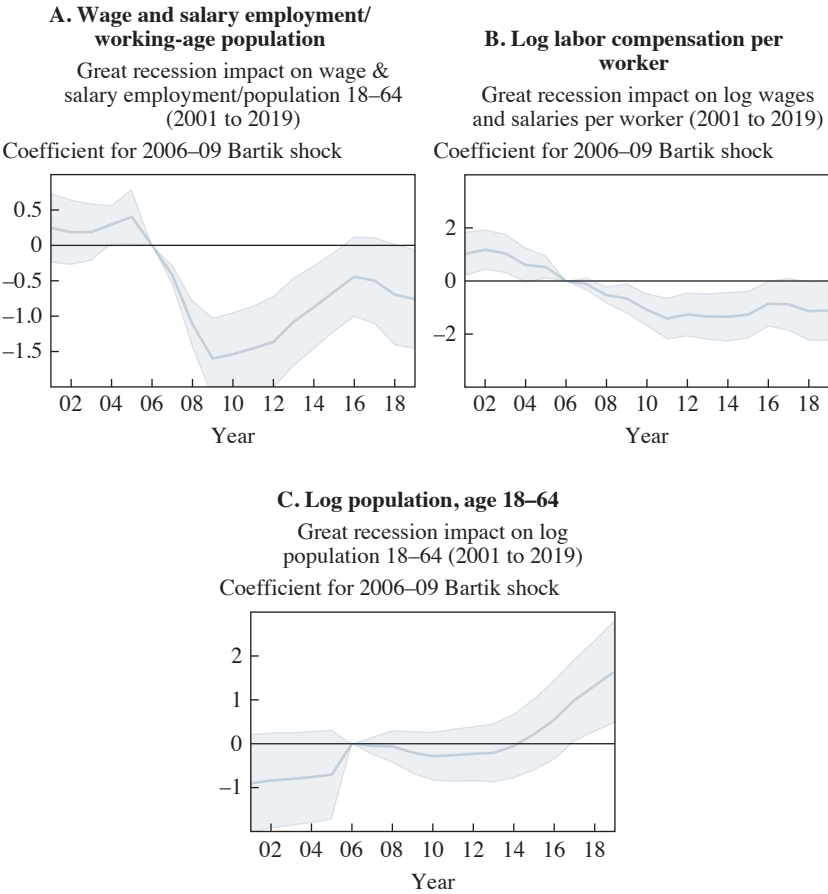 A. Wage and salary employment/
working-age population
Great recession impact on wage &
salary employment/population 18–64
(2001 to 2019)
Coefficient for 2006–09 Bartik shock
0.5
0
–0.5
–1.0
–1.5
02 04 06 08 10 12 14 16 18
Year
B. Log labor compensation per
worker
Great recession impact on log wages
and salaries per worker (2001 to 2019)
Coefficient for 2006–09 Bartik shock
2
0
–2
02 04 06 08 10 12 14 16 18
Year
C. Log population, age 18–64
Great recession impact on log
population 18–64 (2001 to 2019)
Coefficient for 2006–09 Bartik shock
2
1
0
–1
02 04 06 08 10 12 14 16 18
Year